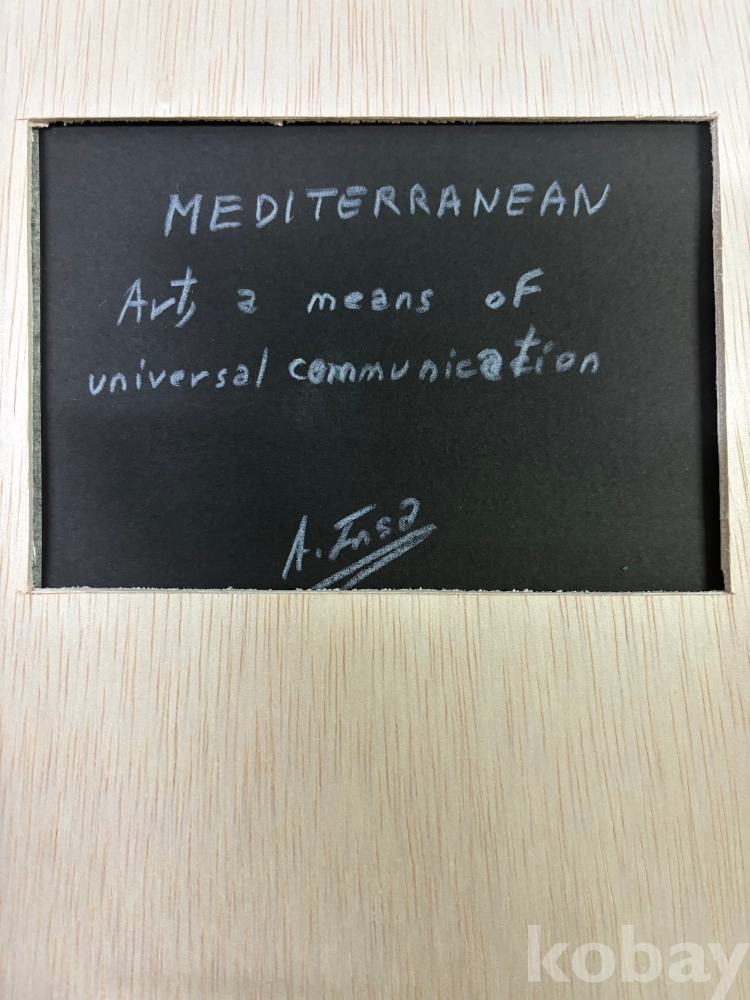 MEDITERRANEAN
Art, a means of
universal communication
A. Insa
kobay